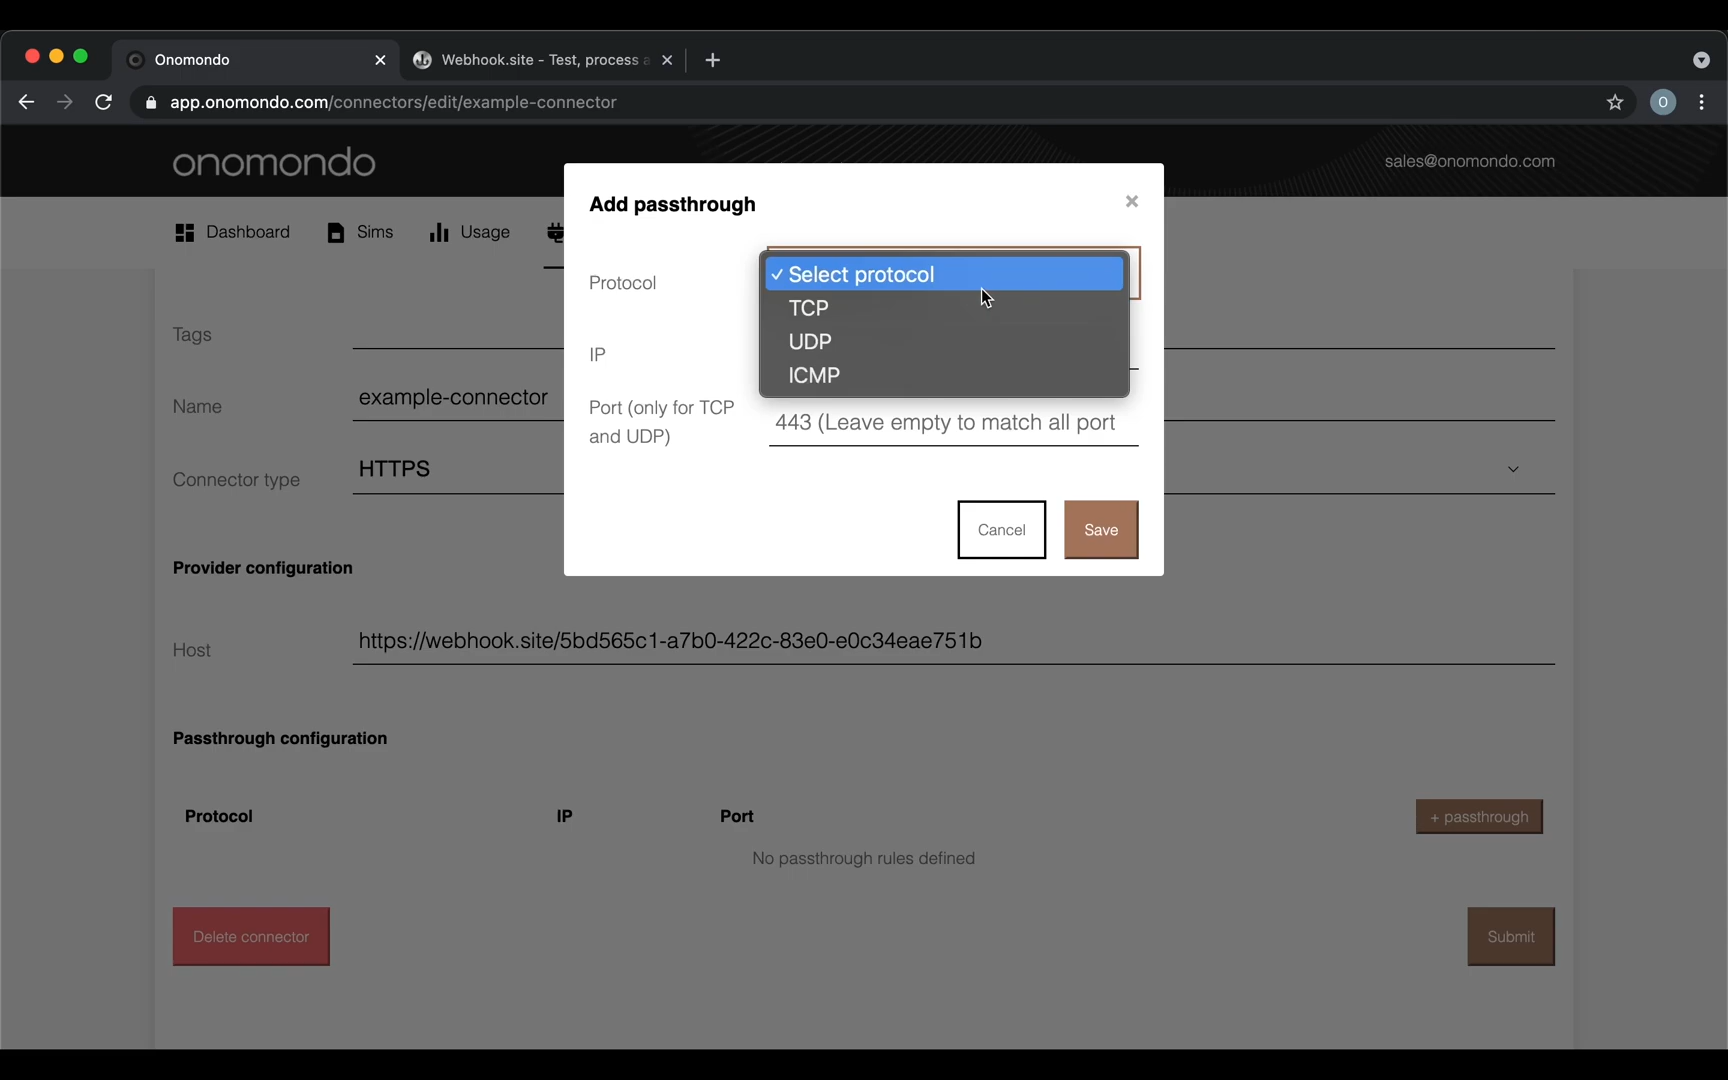 Onomondo
Webhook.site - Test, process a
app.onomondo.com/connectors/edit/example-connector
O
onomondo
sales@onomondo.com
Dashboard
Sims
Usage
Add passthrough
Protocol
✓ Select protocol
TCP
UDP
ICMP
IP
Port (only for TCP
and UDP)
443 (Leave empty to match all port
Cancel
Save
Tags
Name
example-connector
Connector type
HTTPS
Provider configuration
Host
https://webhook.site/5bd565c1-a7b0-422c-83e0-e0c34eae751b
Passthrough configuration
Protocol
IP
Port
+ passthrough
No passthrough rules defined
Delete connector
Submit